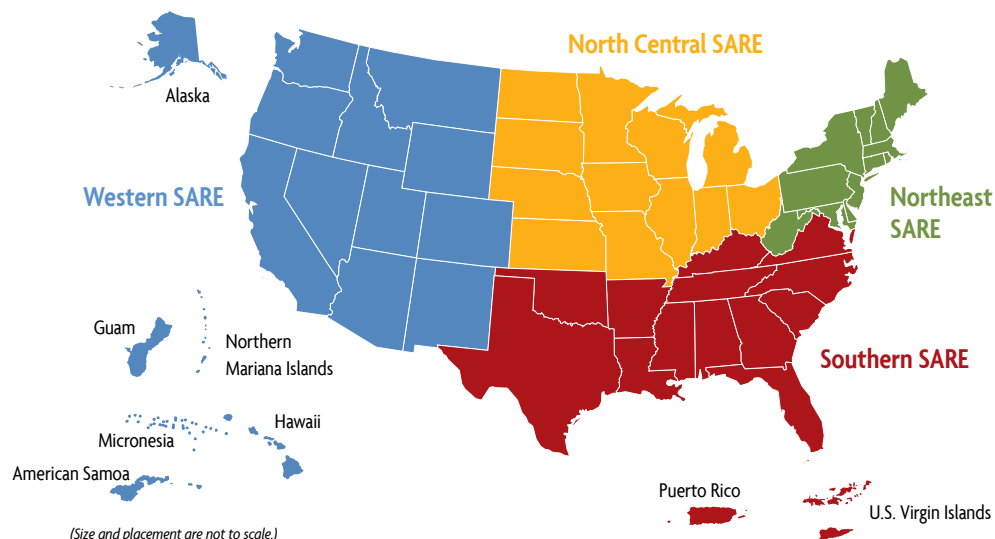 North Central SARE
Alaska
Western SARE
Northeast
SARE
Guam
Northern
Mariana Islands
Southern SARE
Hawaii
Micronesia
American Samoa
Puerto Rico
U.S. Virgin Islands
(Size and placement are not to scale.)